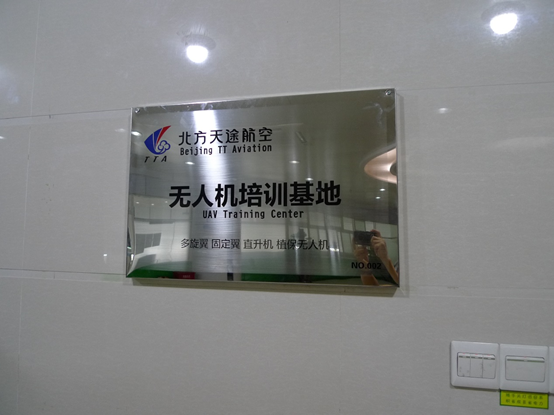 北方天途航空
Beijing TT Aviation
TTA
无人机培训基地
UAV Training Center
多旋翼 固定翼 直升机 植保无人机
NO.002